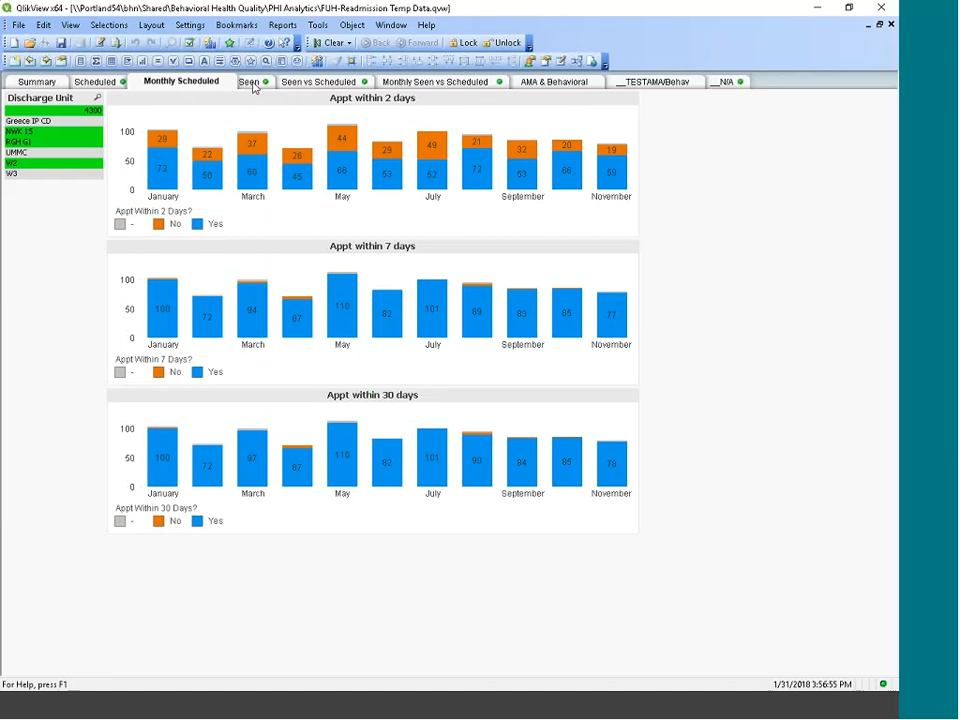 QlikView x64 - [\\Portland54\bhn\Shared\Behavioral Health Quality\PHI Analytics\FUH-Readmission Temp Data.qvw]
File Edit View Selections Layout Settings Bookmarks Reports Tools Object Window Help
Clear Back Forward Lock Unlock
Summary Scheduled Monthly Scheduled Seen Seen vs Scheduled Monthly Seen vs Scheduled AMA & Behavioral __TESTAMA/Behav __N/A
Discharge Unit
4300
Greece IP CD
NWK 15
RGH G1
UMMC
W2
W3
Appt within 2 days
100
50
0
28 22 37 26 44 29 49 21 32 20 19
73 50 60 45 66 53 52 72 53 66 59
January March May July September November
Appt Within 2 Days?
- No Yes
Appt within 7 days
100
50
0
100 72 94 67 110 82 101 89 83 85 77
January March May July September November
Appt Within 7 Days?
- No Yes
Appt within 30 days
100
50
0
100 72 97 67 110 82 101 90 84 85 78
January March May July September November
Appt Within 30 Days?
- No Yes
For Help, press F1
1/31/2018 3:56:55 PM